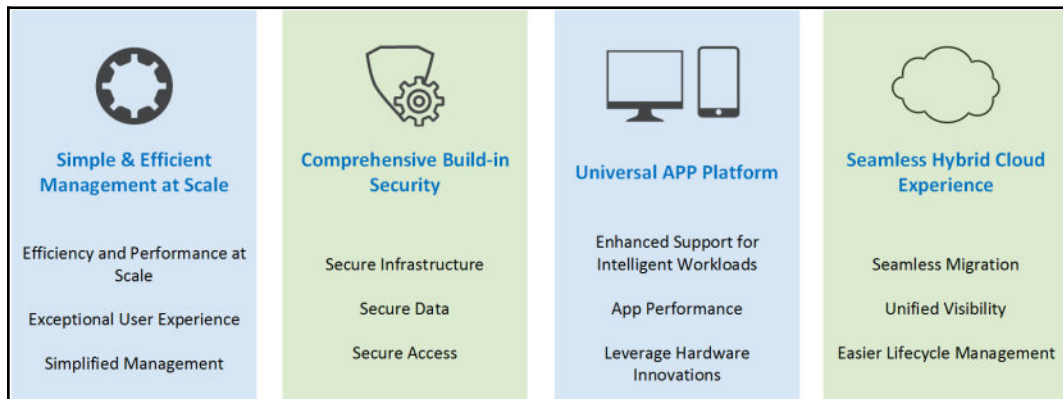 Simple & Efficient
Management at Scale
Efficiency and Performance at
Scale
Exceptional User Experience
Simplified Management
Comprehensive Build-in
Security
Secure Infrastructure
Secure Data
Secure Access
Universal APP Platform
Enhanced Support for
Intelligent Workloads
App Performance
Leverage Hardware
Innovations
Seamless Hybrid Cloud
Experience
Seamless Migration
Unified Visibility
Easier Lifecycle Management